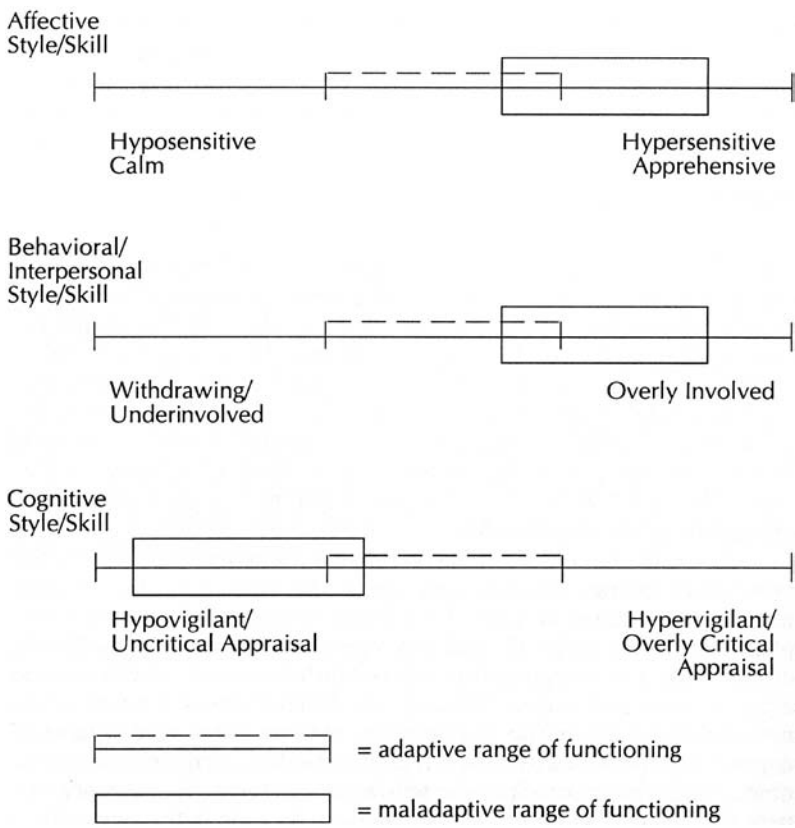 Affective
Style/Skill
Hyposensitive
Calm
Hypersensitive
Apprehensive
Behavioral/
Interpersonal
Style/Skill
Withdrawing/
Underinvolved
Overly Involved
Cognitive
Style/Skill
Hypovigilant/
Uncritical Appraisal
Hypervigilant/
Overly Critical
Appraisal
= adaptive range of functioning
= maladaptive range of functioning